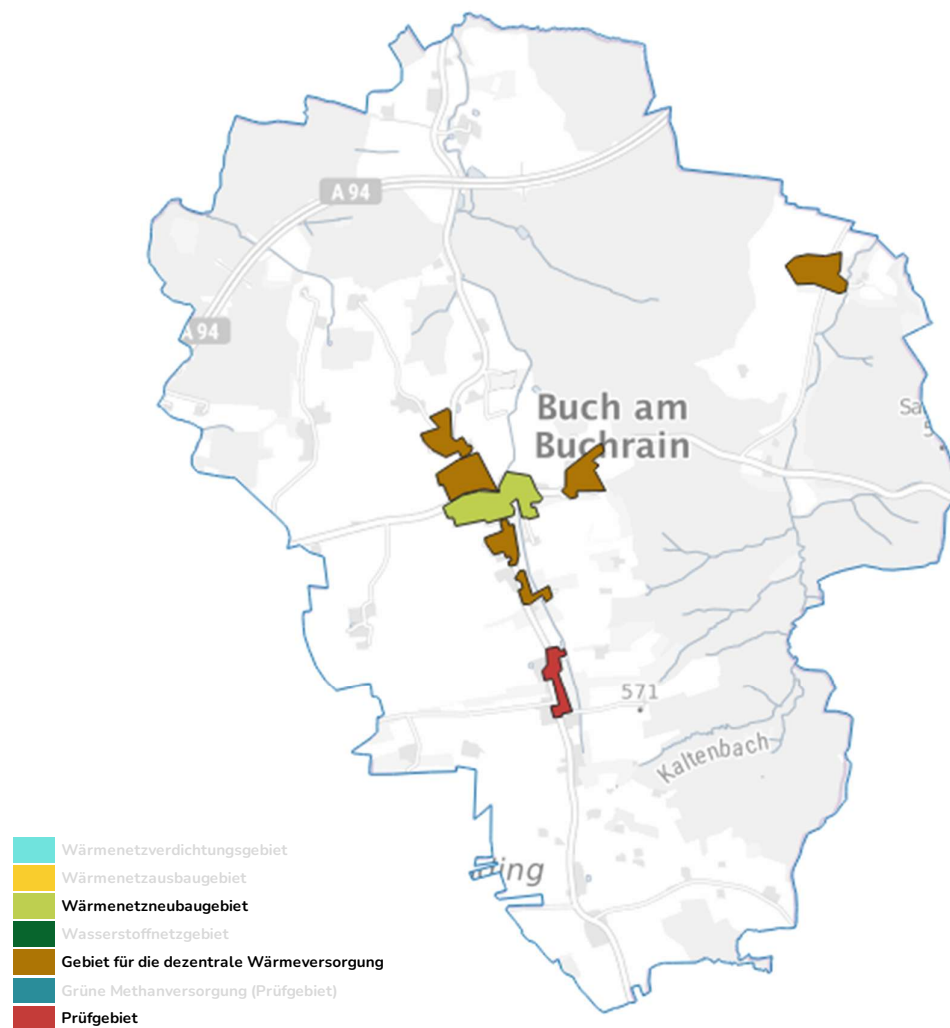 A 94
A 94
Buch am
Buchrain
Sa
5
571
Kaltenbach
ing
Wärmenetzverdichtungsgebiet
Wärmenetzausbaugebiet
Wärmenetzneubaugebiet
Wasserstoffnetzgebiet
Gebiet für die dezentrale Wärmeversorgung
Grüne Methanversorgung (Prüfgebiet)
Prüfgebiet